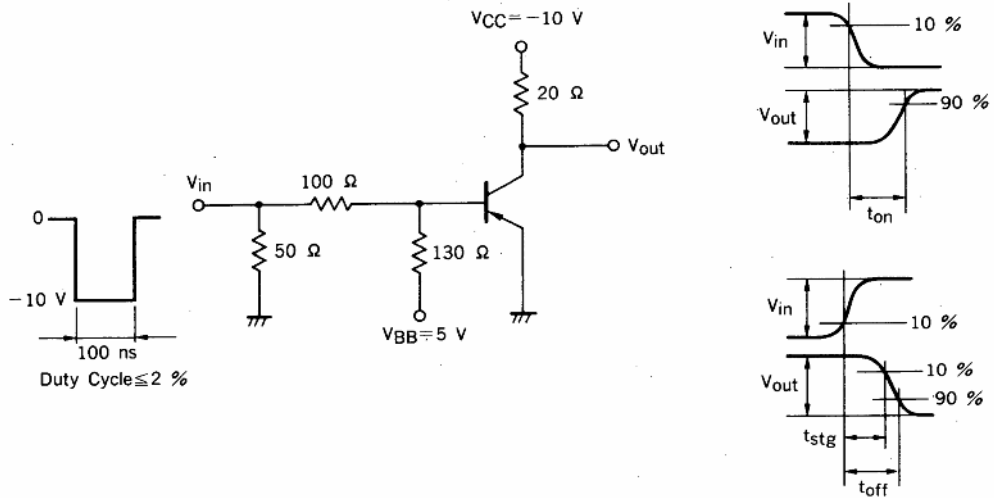 VCC=−10 V
20 Ω
Vout
Vin
100 Ω
50 Ω
130 Ω
VBB=5 V
0
−10 V
100 ns
Duty Cycle≦2 %
Vin
10 %
Vout
90 %
ton
Vin
10 %
Vout
10 %
90 %
tstg
toff